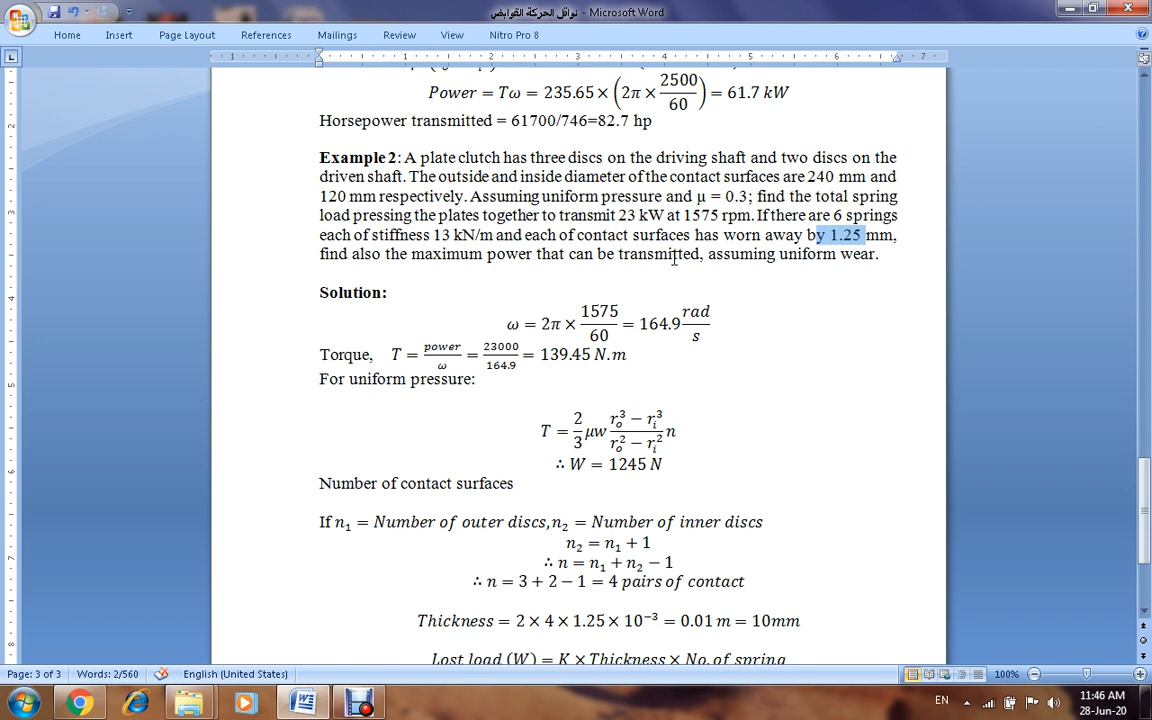 نواقل الحركة القوابض - Microsoft Word
Home Insert Page Layout References Mailings Review View Nitro Pro 8
Power = Tω = 235.65 × (2π × 2500/60) = 61.7 kW
Horsepower transmitted = 61700/746=82.7 hp
Example 2: A plate clutch has three discs on the driving shaft and two discs on the
driven shaft. The outside and inside diameter of the contact surfaces are 240 mm and
120 mm respectively. Assuming uniform pressure and μ = 0.3; find the total spring
load pressing the plates together to transmit 23 kW at 1575 rpm. If there are 6 springs
each of stiffness 13 kN/m and each of contact surfaces has worn away by 1.25 mm,
find also the maximum power that can be transmitted, assuming uniform wear.
Solution:
ω = 2π × 1575/60 = 164.9 rad/s
Torque, T = power/ω = 23000/164.9 = 139.45 N.m
For uniform pressure:
T = 2/3 μw (r_o^3 − r_i^3)/(r_o^2 − r_i^2) n
∴ W = 1245 N
Number of contact surfaces
If n₁ = Number of outer discs, n₂ = Number of inner discs
n₂ = n₁ + 1
∴ n = n₁ + n₂ − 1
∴ n = 3 + 2 − 1 = 4 pairs of contact
Thickness = 2 × 4 × 1.25 × 10⁻³ = 0.01 m = 10mm
Lost load (W) = K × Thickness × No. of spring
Page: 3 of 3 Words: 2/560 English (United States) 100%
EN 11:46 AM
28-Jun-20